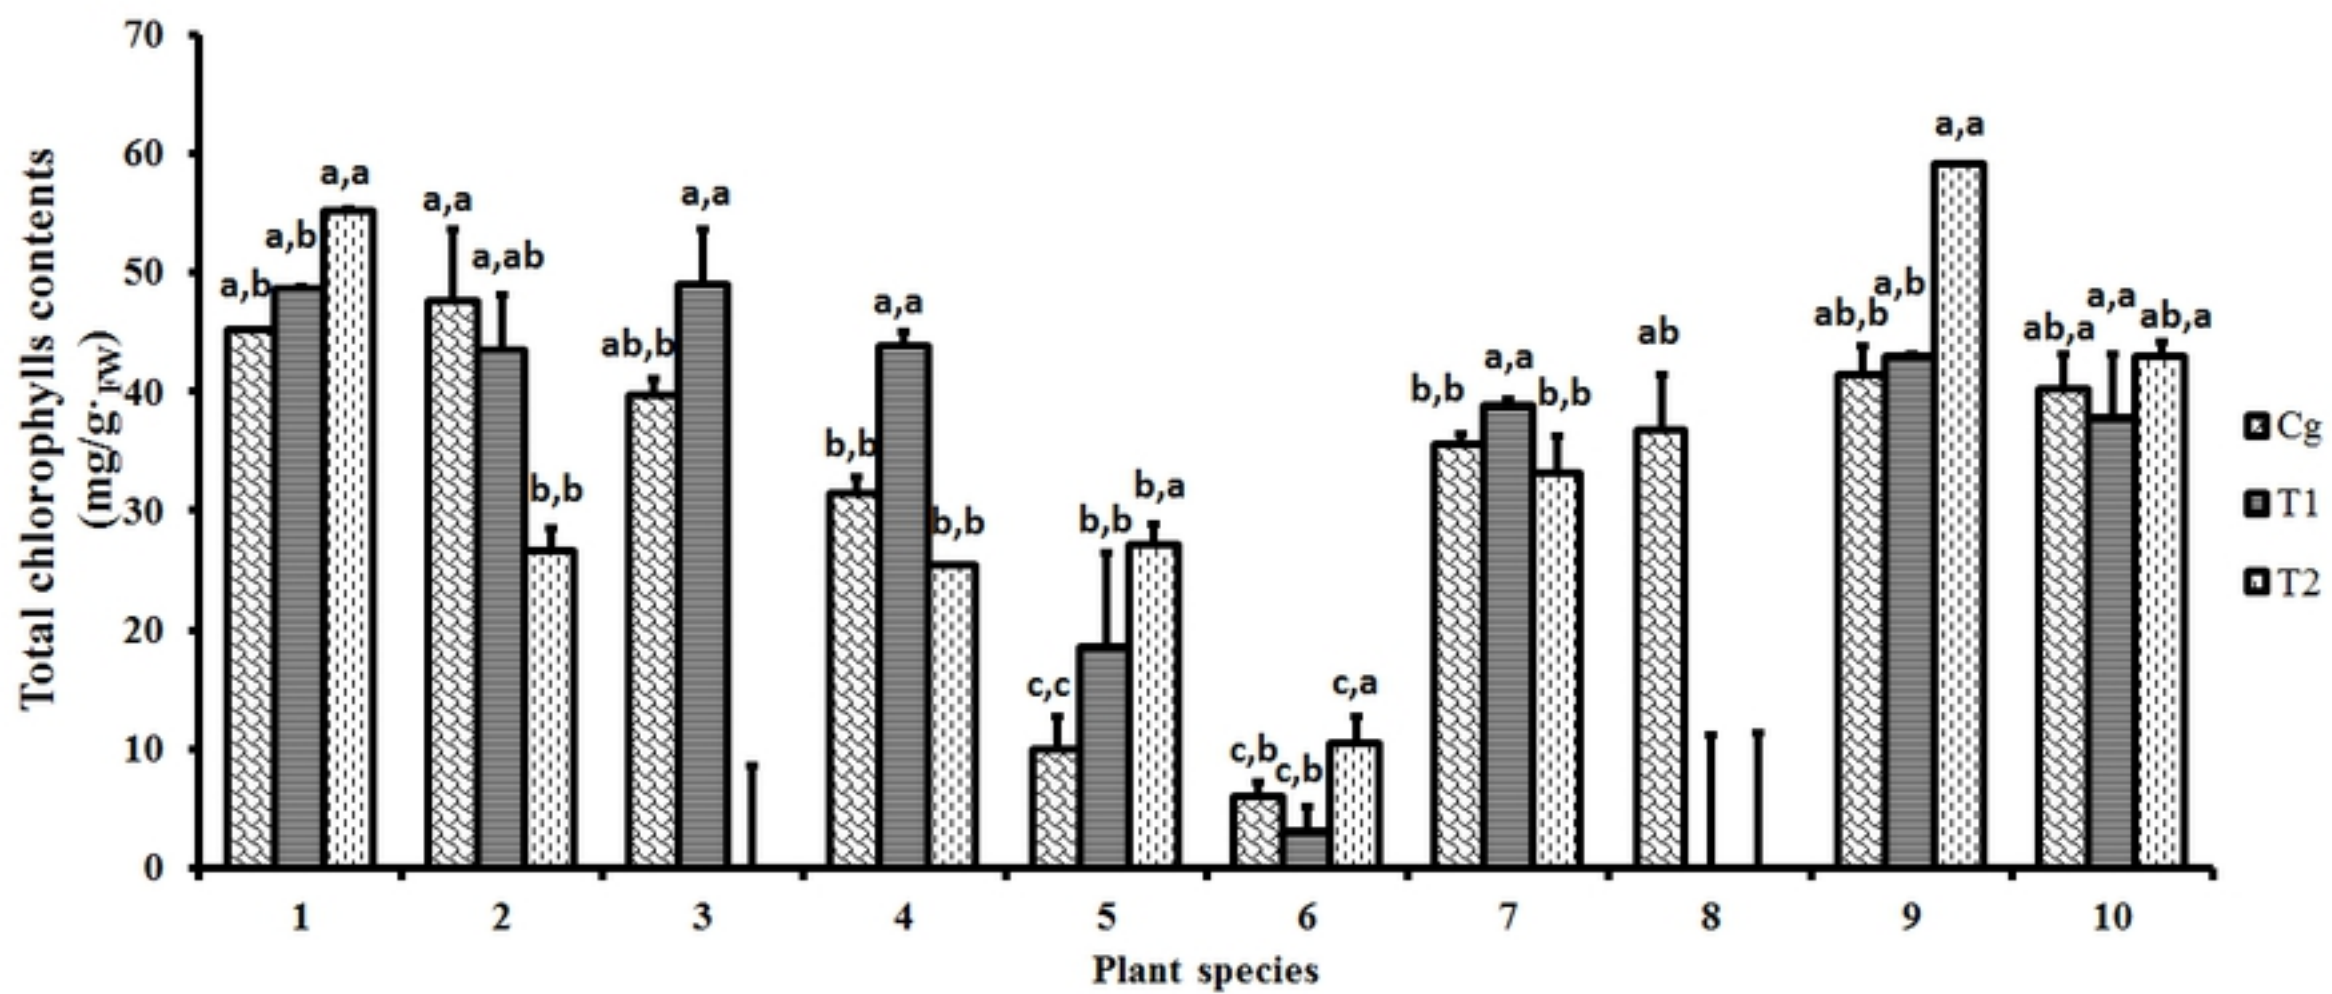 Total chlorophylls contents
(mg/g.FW)
70
60
50
40
30
20
10
0
a,b
a,b
a,a
a,a
a,ab
b,b
ab,b
a,a
b,b
a,a
b,b
c,c
b,b
b,a
c,b
c,b
c,a
b,b
a,a
b,b
ab
ab,b
a,b
a,a
ab,a
a,a
ab,a
1 2 3 4 5 6 7 8 9 10
Plant species
Cg
T1
T2